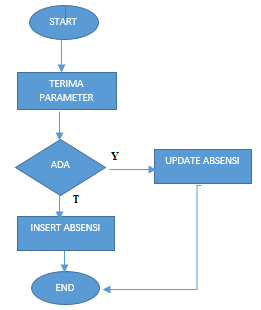 START
TERIMA
PARAMETER
ADA
Y
UPDATE ABSENSI
T
INSERT ABSENSI
END